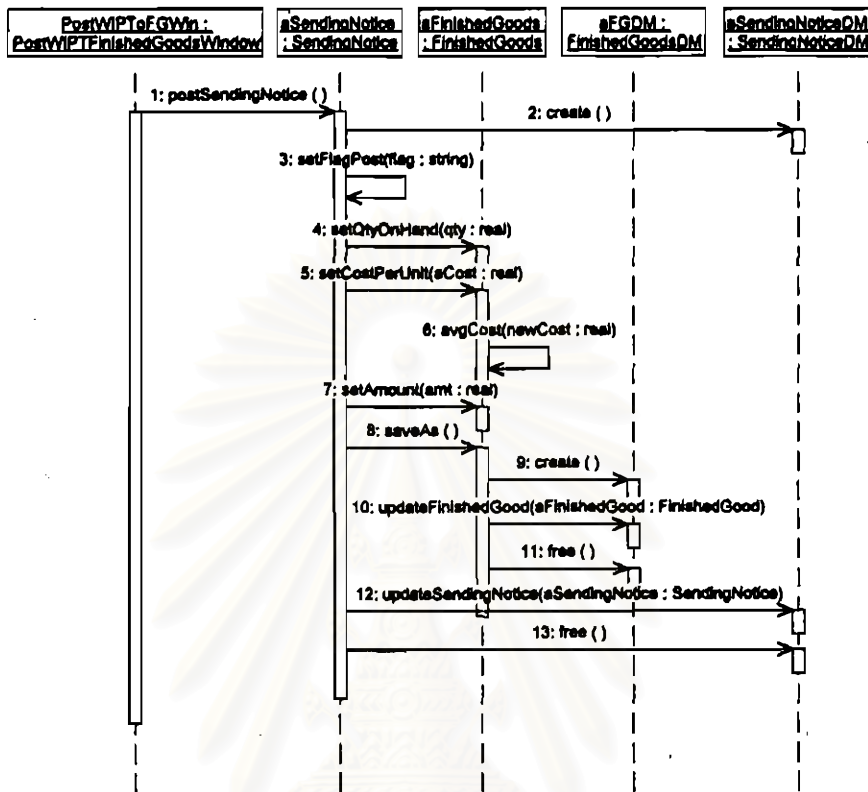 PostWIPToFGWin :
PostWIPTFinishedGoodsWindow
aSendingNotice
: SendingNotice
aFinishedGoods
: FinishedGoods
aFGDM :
FinishedGoodsDM
aSendingNoticeDM
: SendingNoticeDM
1: postSendingNotice ( )
2: create ( )
3: setFlagPost(flag : string)
4: setQtyOnHand(qty : real)
5: setCostPerUnit(aCost : real)
6: avgCost(newCost : real)
7: setAmount(amt : real)
8: saveAs ( )
9: create ( )
10: updateFinishedGood(aFinishedGood : FinishedGood)
11: free ( )
12: updateSendingNotice(aSendingNotice : SendingNotice)
13: free ( )